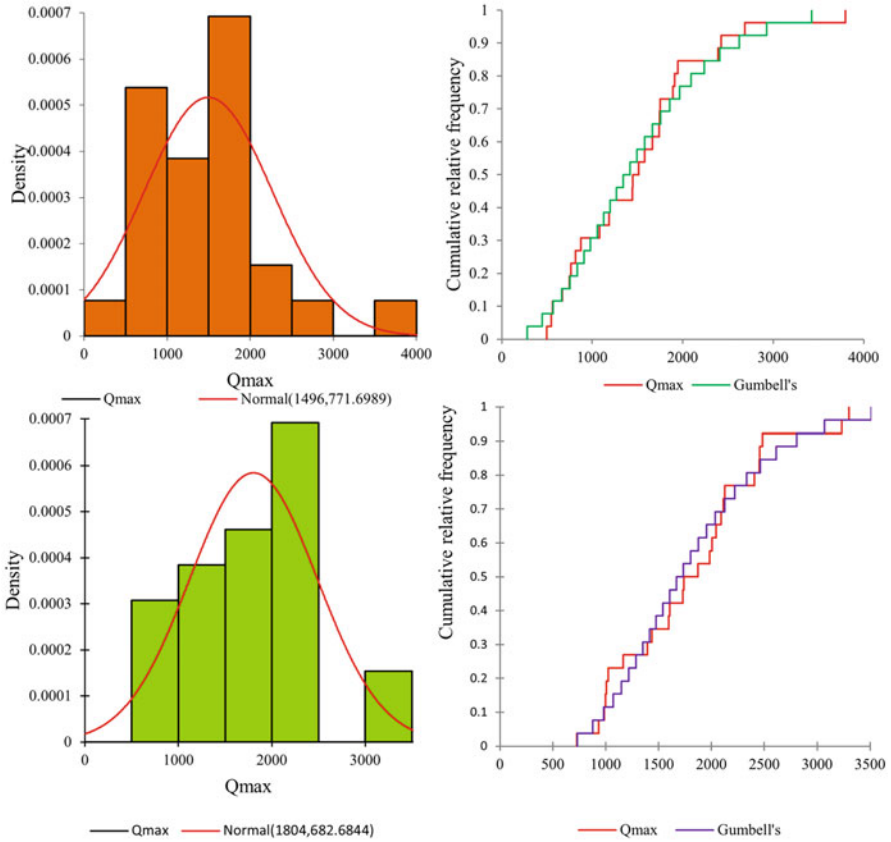 0.0007
0.0006
0.0005
0.0004
0.0003
0.0002
0.0001
0
Density
0 1000 2000 3000 4000
Qmax
Qmax Normal(1496,771.6989)
1
0.9
0.8
0.7
0.6
0.5
0.4
0.3
0.2
0.1
0
Cumulative relative frequency
0 1000 2000 3000 4000
Qmax Gumbell's
0.0007
0.0006
0.0005
0.0004
0.0003
0.0002
0.0001
0
Density
0 1000 2000 3000
Qmax
Qmax Normal(1804,682.6844)
1
0.9
0.8
0.7
0.6
0.5
0.4
0.3
0.2
0.1
0
Cumulative relative frequency
0 500 1000 1500 2000 2500 3000 3500
Qmax Gumbell's